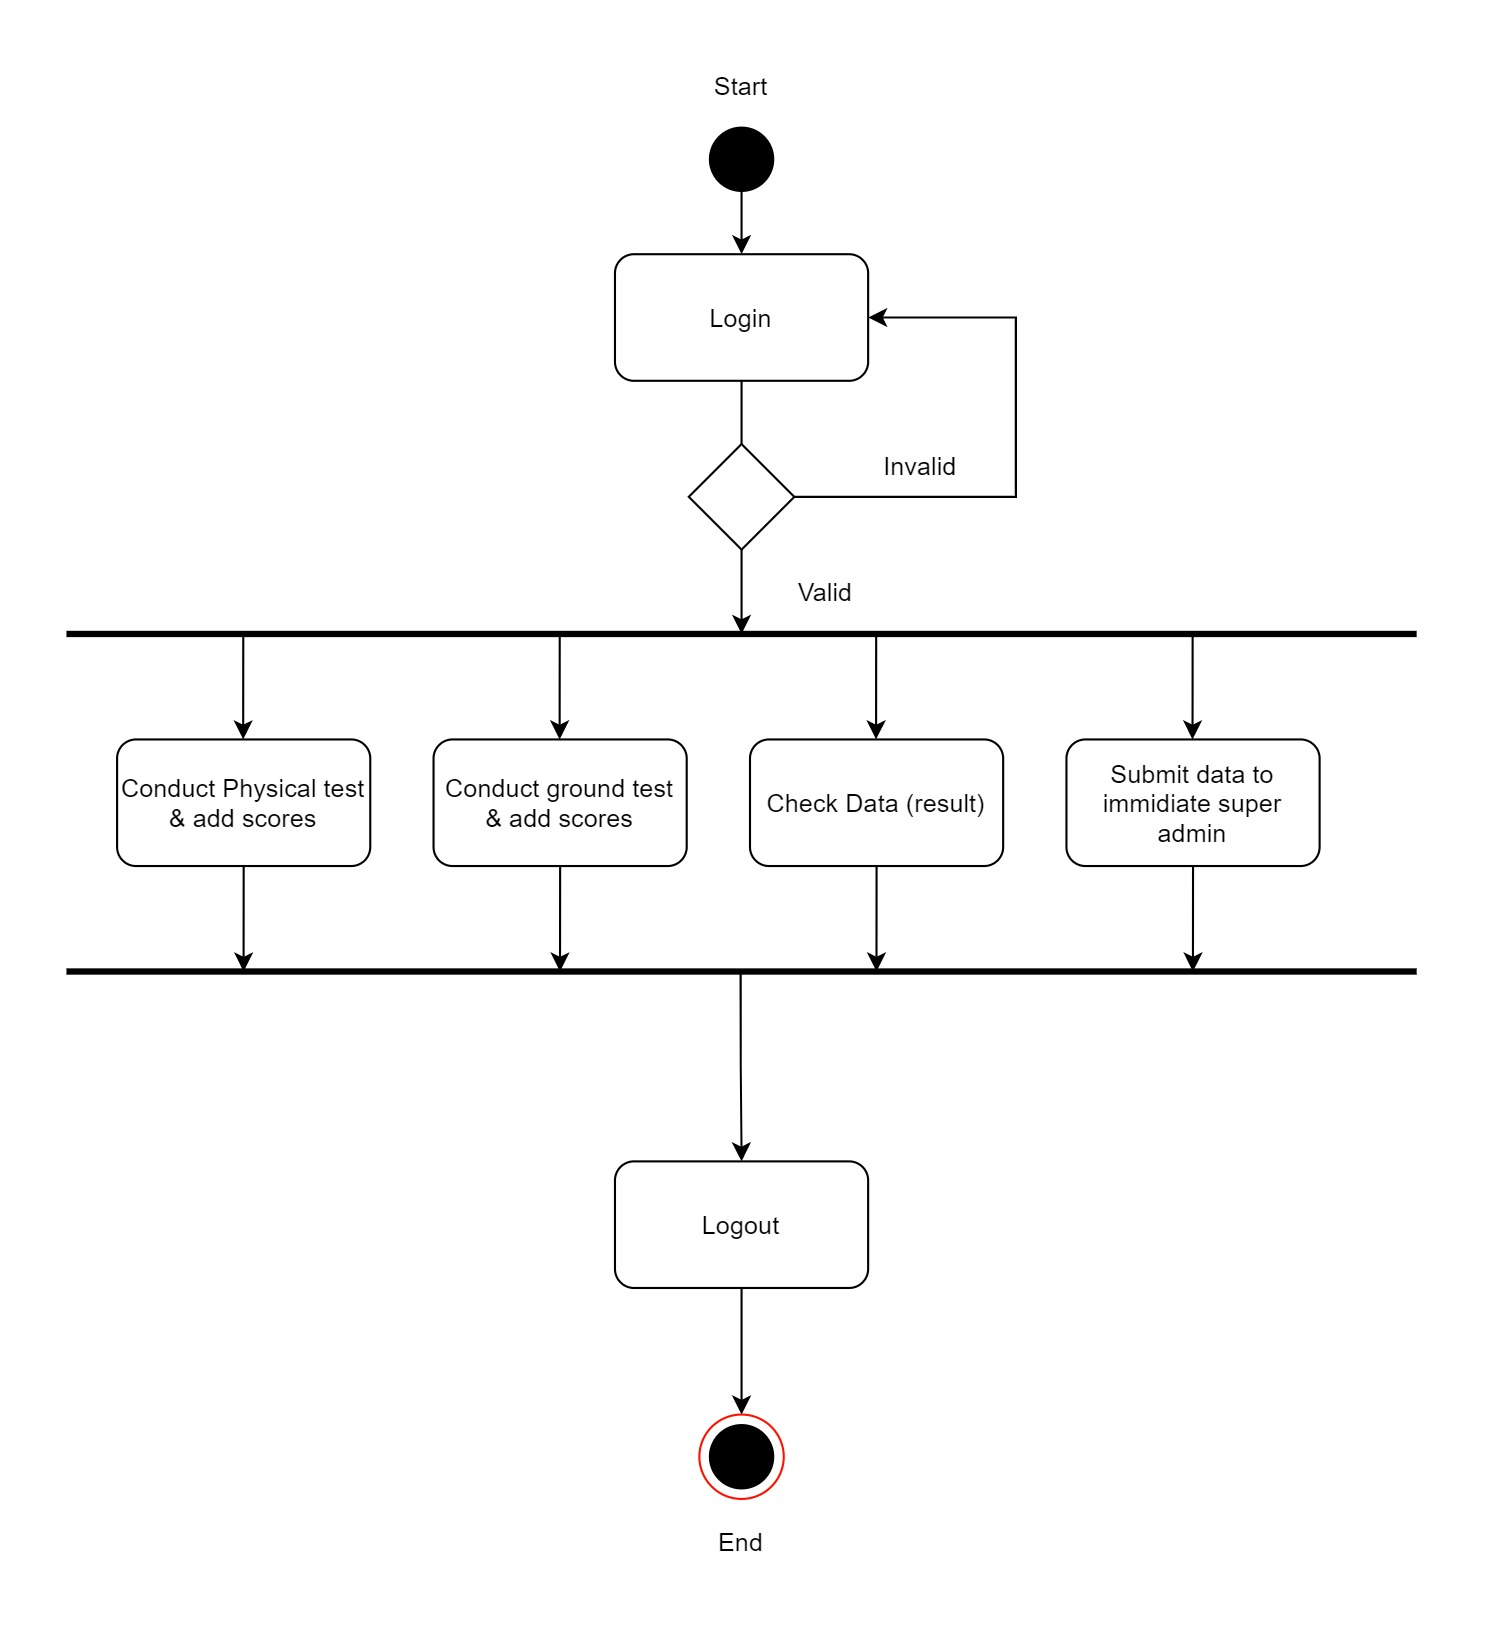 Start
Login
Invalid
Valid
Conduct Physical test
& add scores
Conduct ground test
& add scores
Check Data (result)
Submit data to
immidiate super
admin
Logout
End